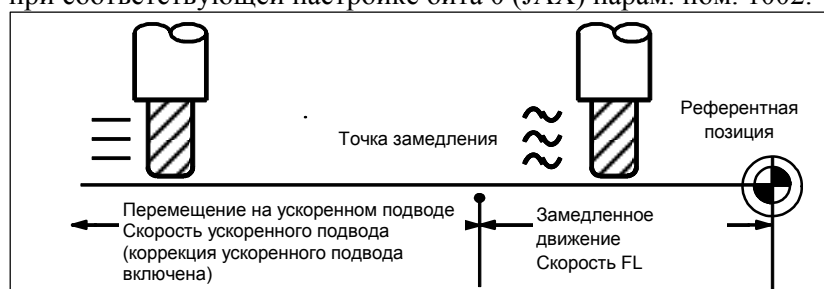 при соответствующей настройке бита 0 (JAX) парам. ном. 1002.
Референтная
позиция
Точка замедления
Перемещение на ускоренном подводе
Скорость ускоренного подвода
(коррекция ускоренного подвода
включена)
Замедленное
движение
Скорость FL